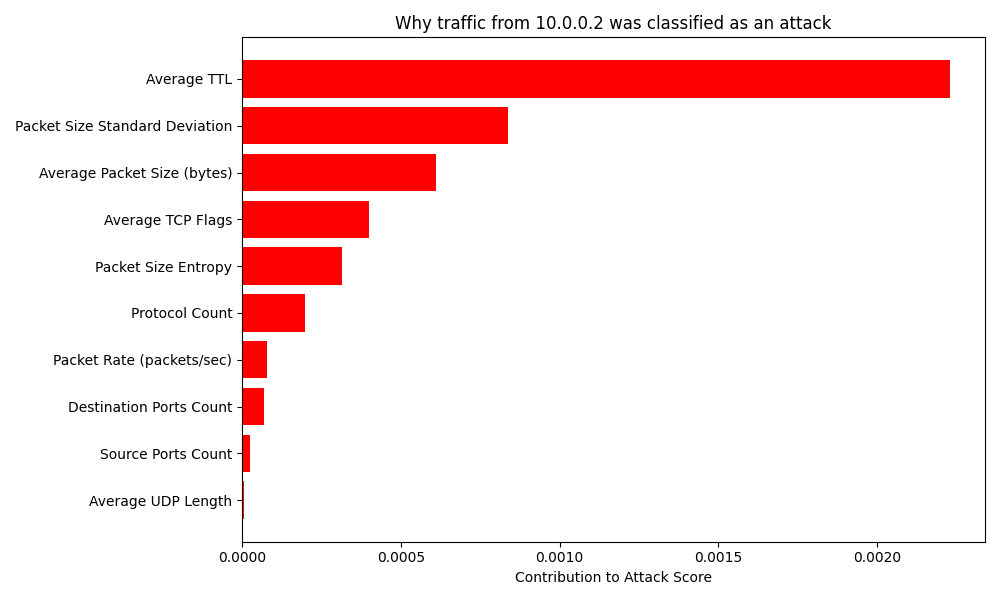 Why traffic from 10.0.0.2 was classified as an attack
Average TTL
Packet Size Standard Deviation
Average Packet Size (bytes)
Average TCP Flags
Packet Size Entropy
Protocol Count
Packet Rate (packets/sec)
Destination Ports Count
Source Ports Count
Average UDP Length
0.0000 0.0005 0.0010 0.0015 0.0020
Contribution to Attack Score